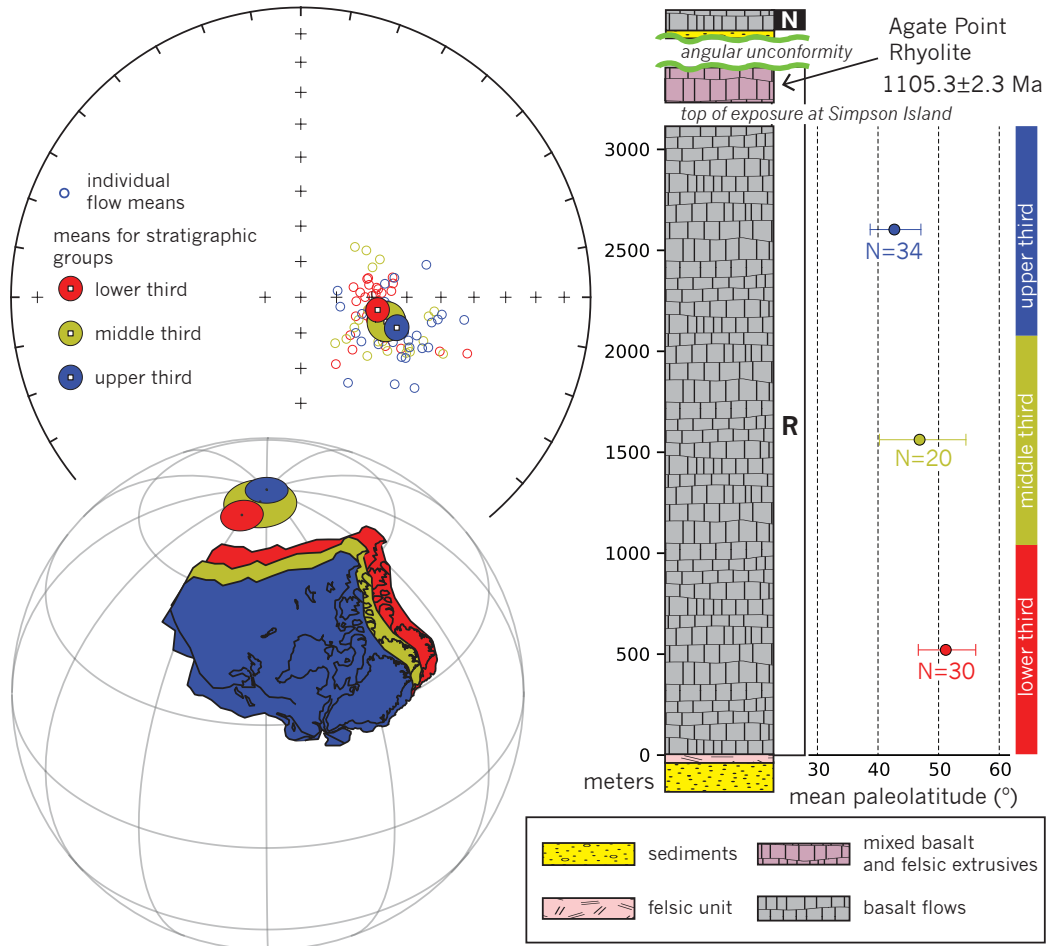 individual
flow means
means for stratigraphic
groups
lower third
middle third
upper third
N
angular unconformity
Agate Point
Rhyolite
1105.3±2.3 Ma
top of exposure at Simpson Island
3000
2500
2000
1500
1000
500
0
meters
R
N=34
N=20
N=30
upper third
middle third
lower third
30 40 50 60
mean paleolatitude (°)
sediments
mixed basalt
and felsic extrusives
felsic unit
basalt flows